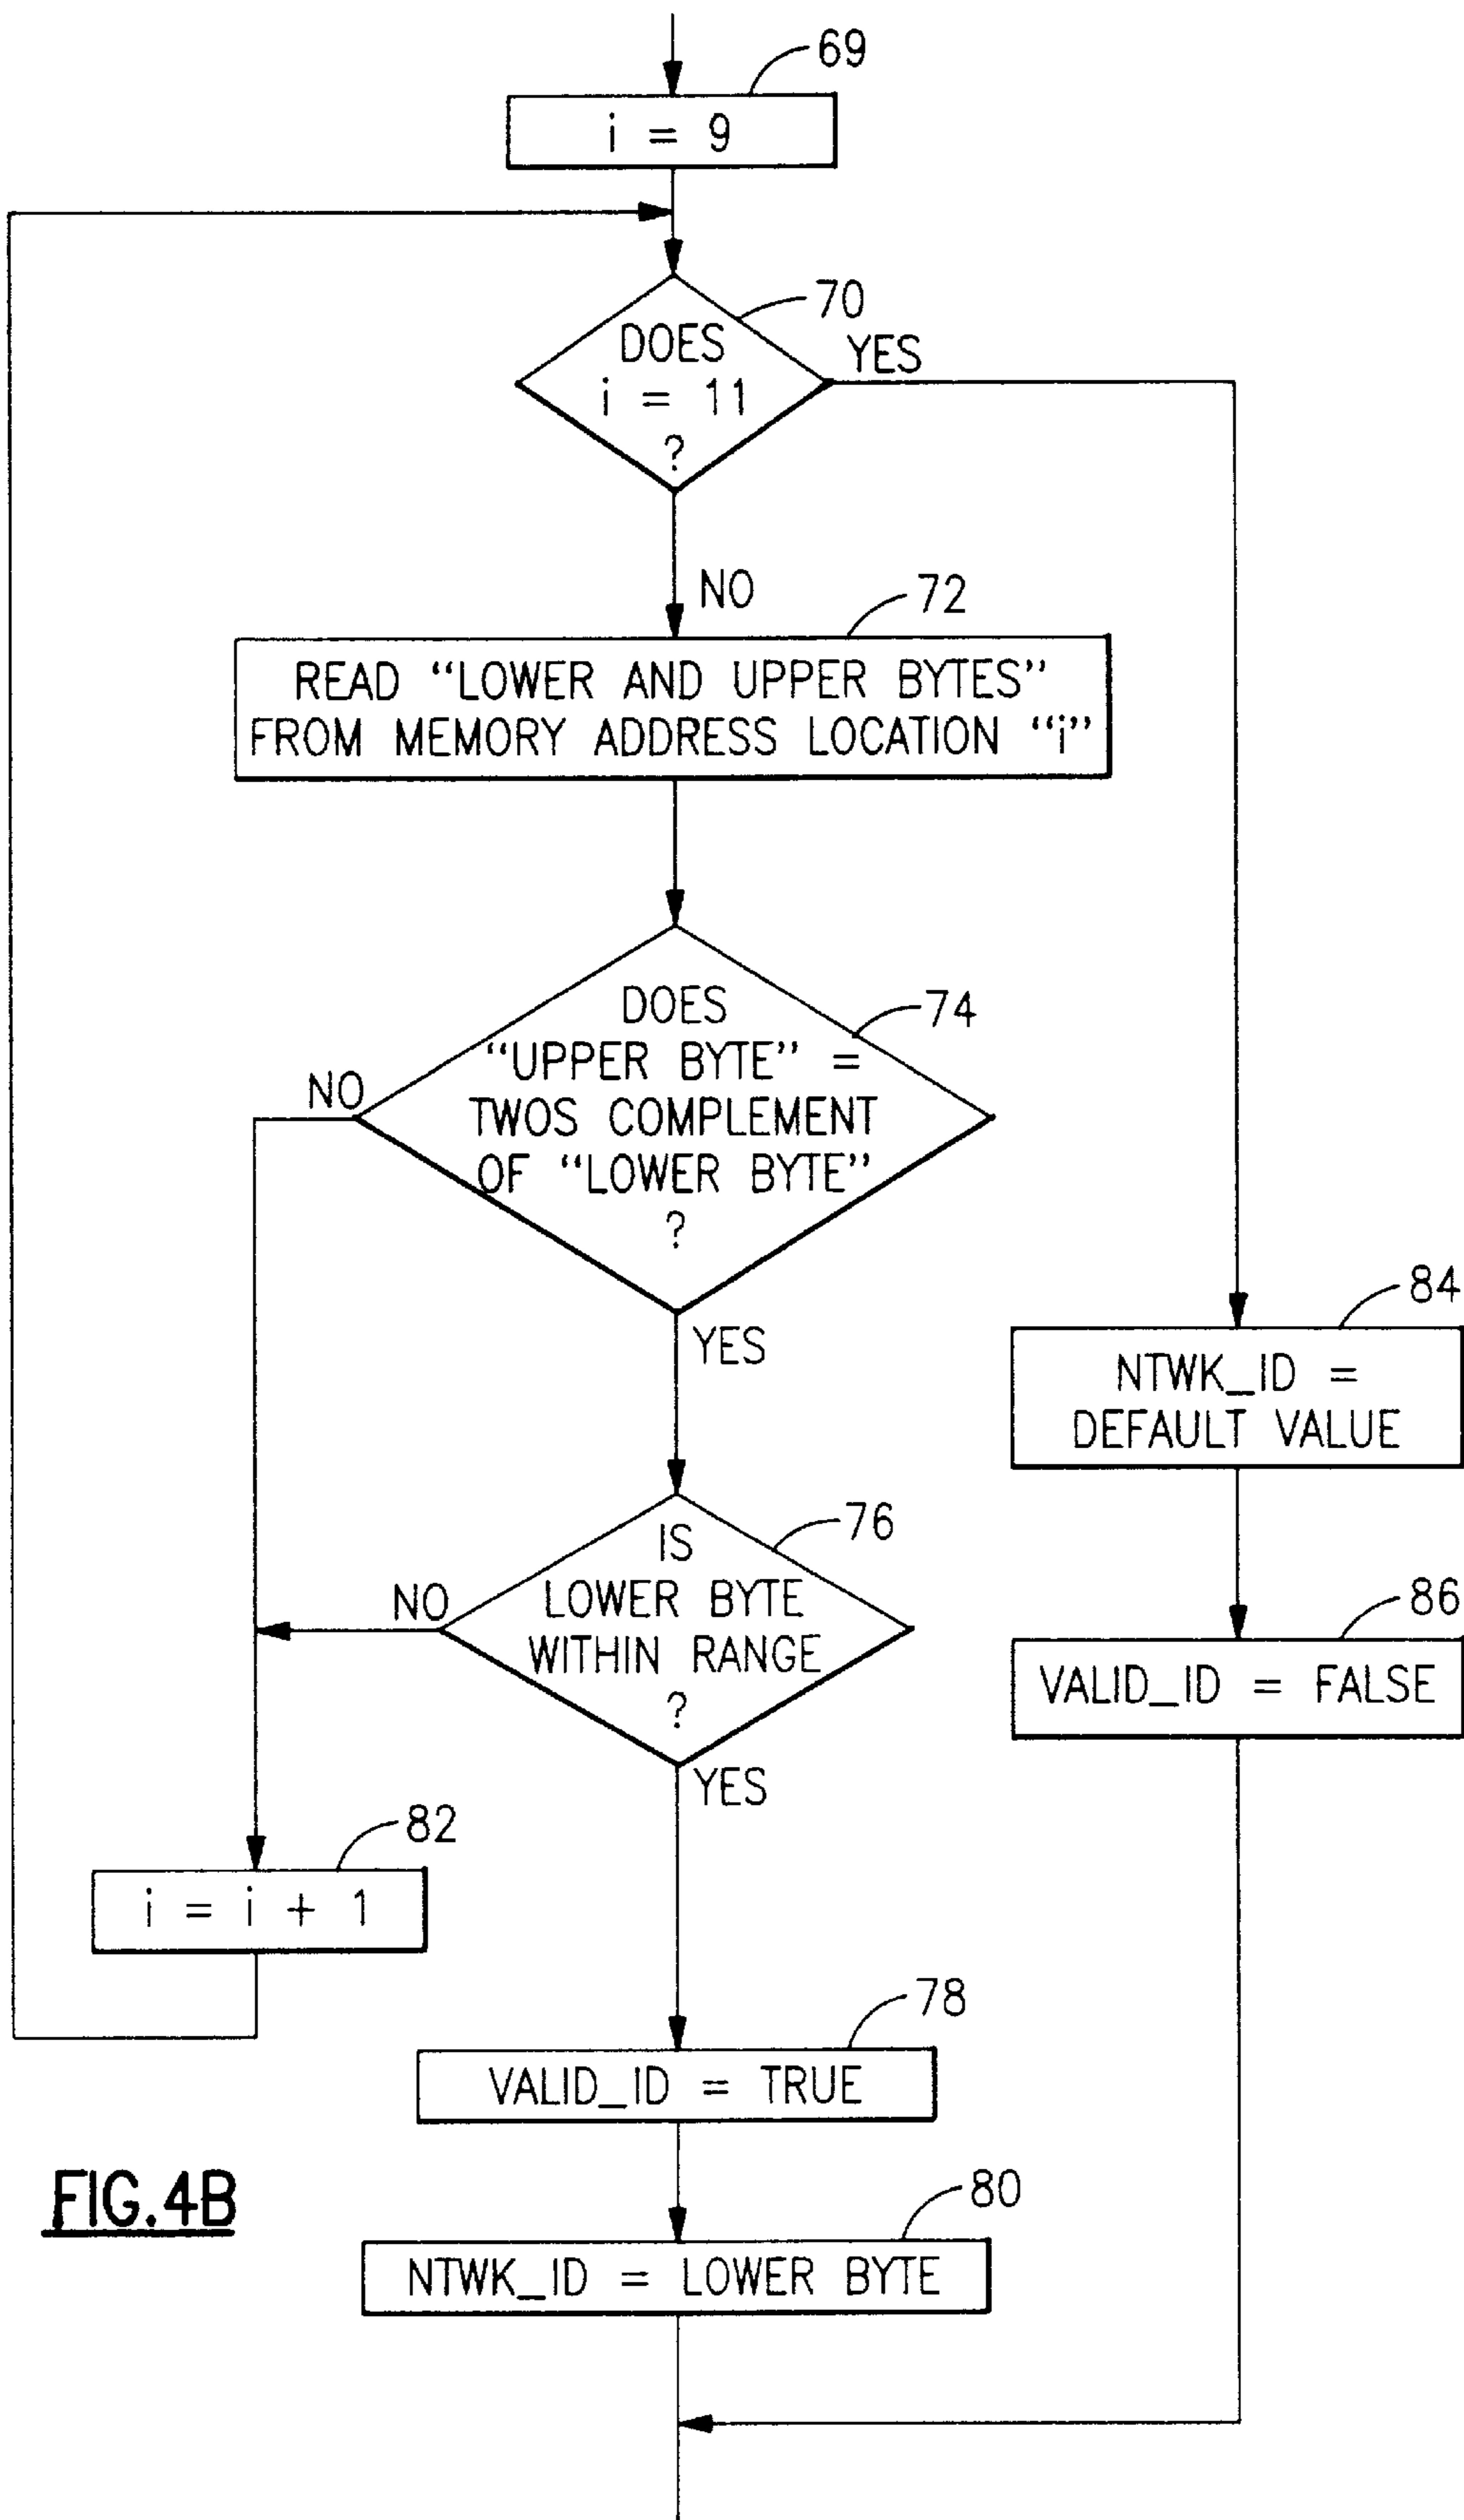 69
i = 9
70
DOES
YES
i = 11
?
NO
72
READ “LOWER AND UPPER BYTES”
FROM MEMORY ADDRESS LOCATION “i”
74
DOES
“UPPER BYTE” =
NO
TWOS COMPLEMENT
OF “LOWER BYTE”
?
YES
84
NTWK_ID =
DEFAULT VALUE
76
IS
NO
LOWER BYTE
WITHIN RANGE
?
YES
86
VALID_ID = FALSE
82
i = i + 1
78
VALID_ID = TRUE
80
NTWK_ID = LOWER BYTE
FIG.4B